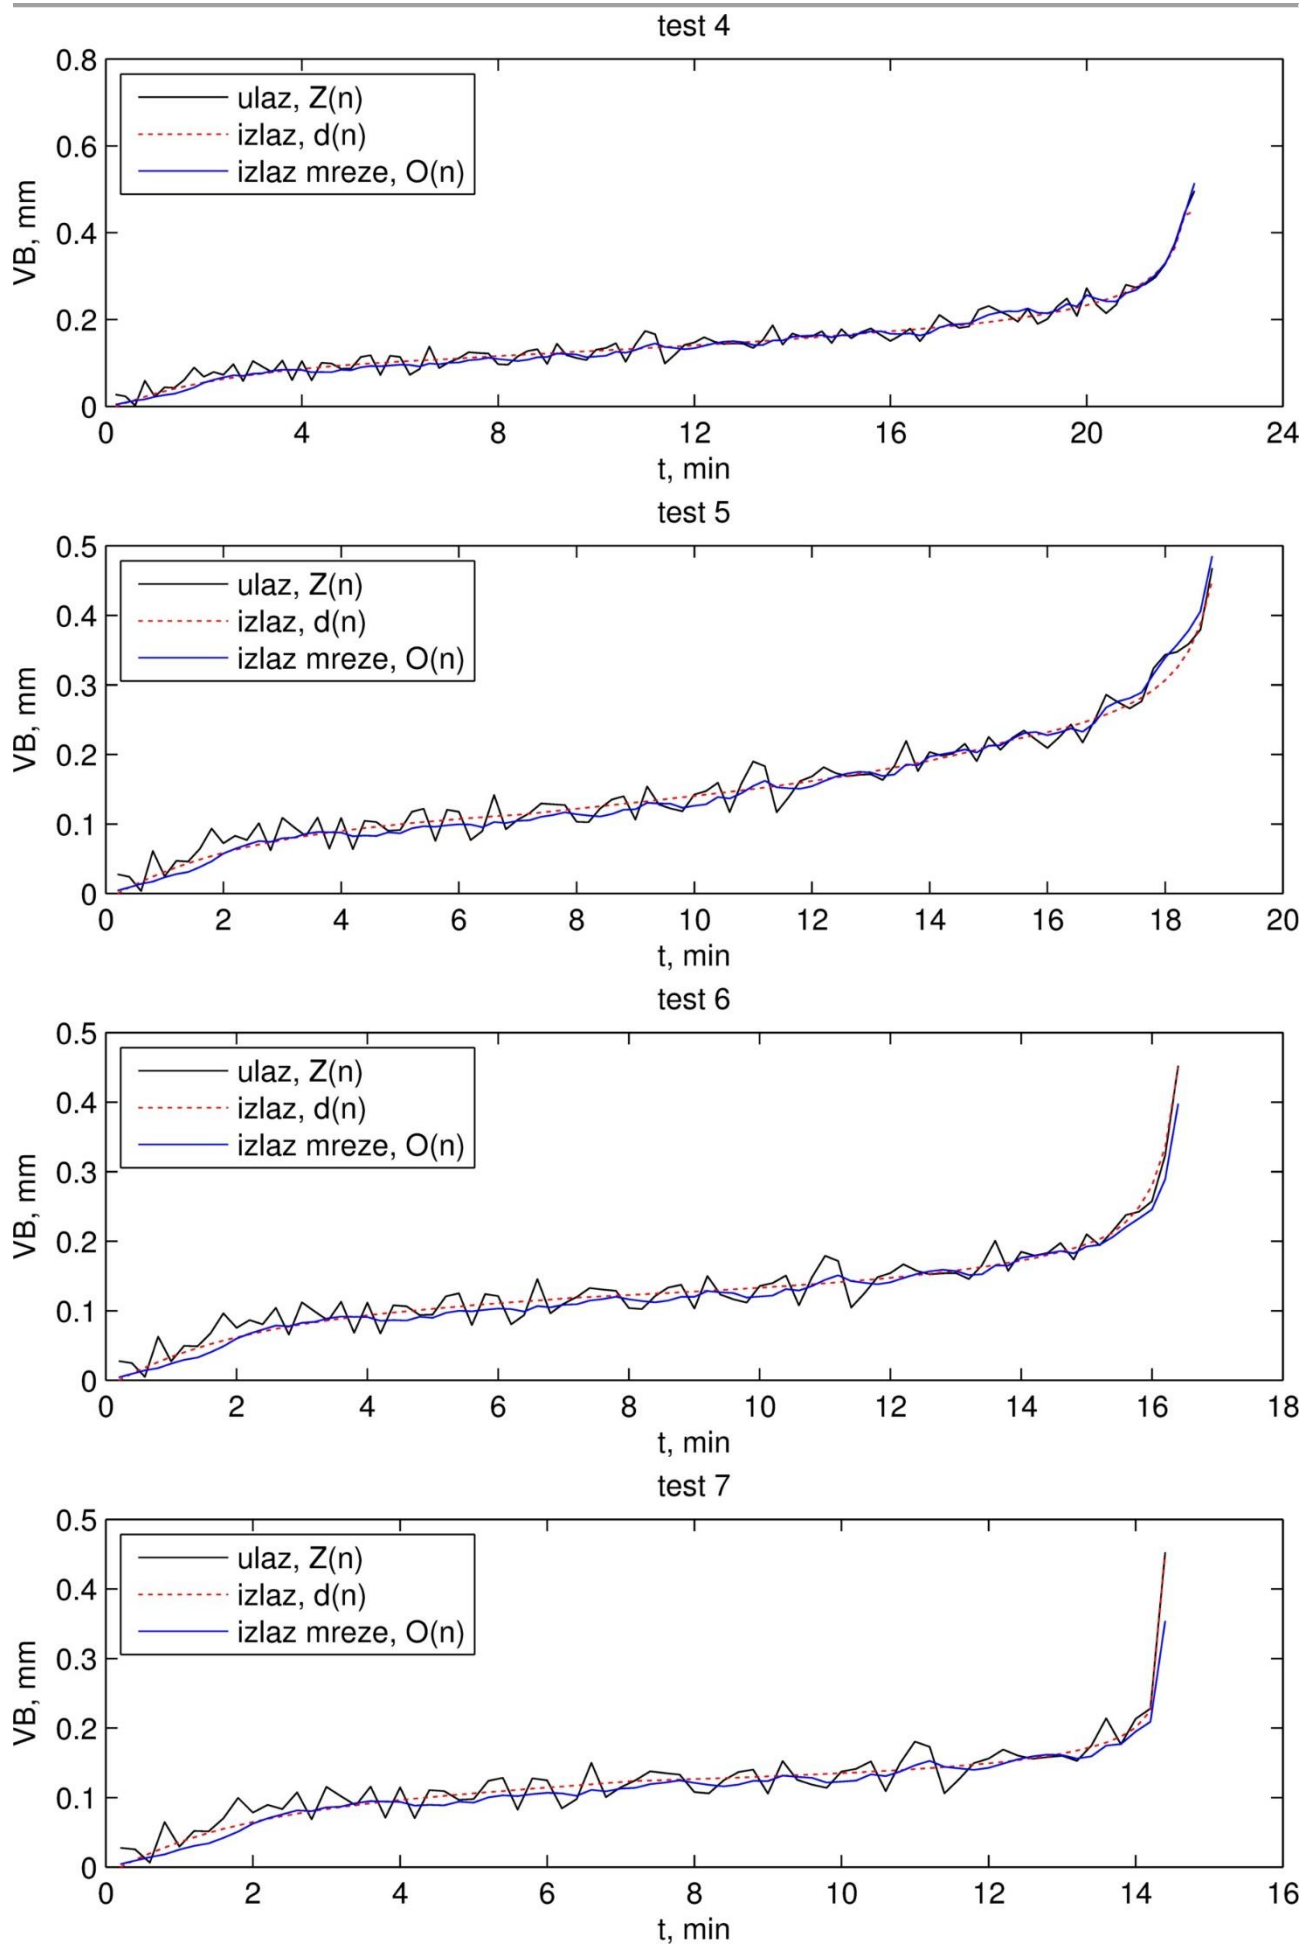 test 4
0.8
0.6
0.4
0.2
0
VB, mm
ulaz, Z(n)
izlaz, d(n)
izlaz mreze, O(n)
0 4 8 12 16 20 24
t, min
test 5
0.5
0.4
0.3
0.2
0.1
0
VB, mm
ulaz, Z(n)
izlaz, d(n)
izlaz mreze, O(n)
0 2 4 6 8 10 12 14 16 18 20
t, min
test 6
0.5
0.4
0.3
0.2
0.1
0
VB, mm
ulaz, Z(n)
izlaz, d(n)
izlaz mreze, O(n)
0 2 4 6 8 10 12 14 16 18
t, min
test 7
0.5
0.4
0.3
0.2
0.1
0
VB, mm
ulaz, Z(n)
izlaz, d(n)
izlaz mreze, O(n)
0 2 4 6 8 10 12 14 16
t, min